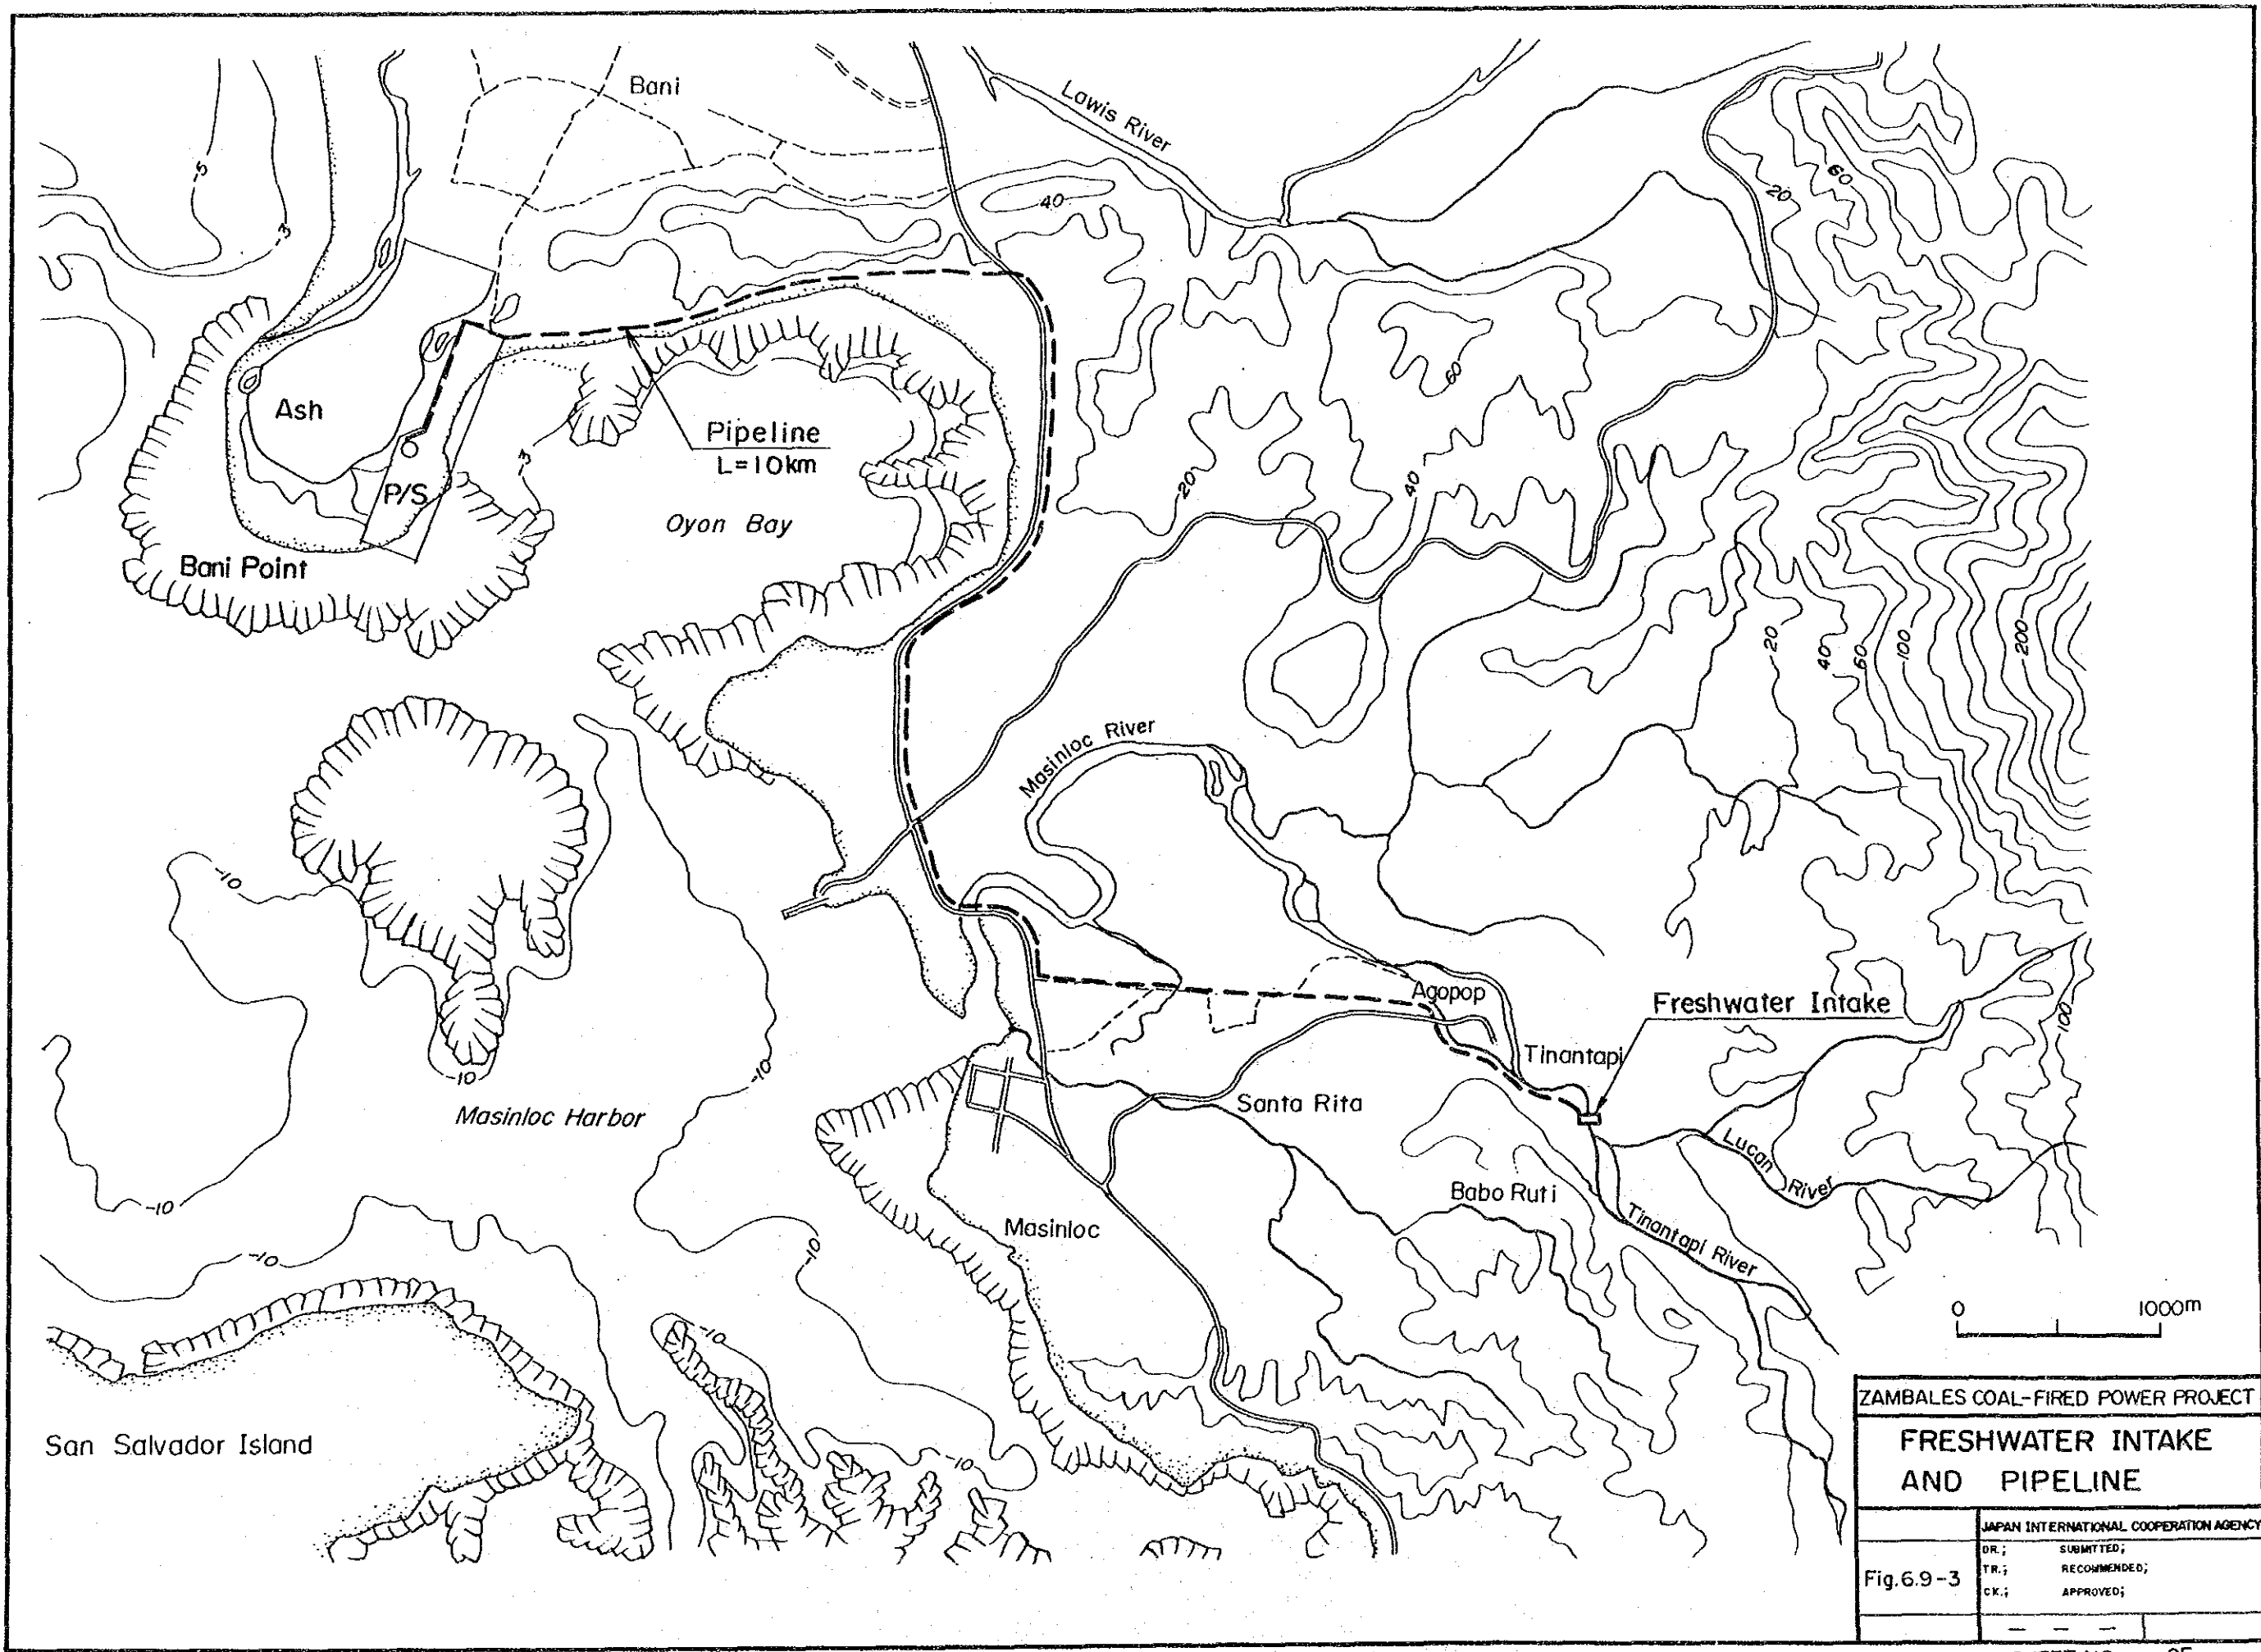 Bani
Lawis River
-5
-3
40
20
60
60
Ash
Pipeline
L=10km
-3
P/S
20
40
Oyon Bay
Bani Point
20
40
60
100
200
Masinloc River
-10
Agopop
Freshwater Intake
100
Tinantapi
-10
-10
Santa Rita
Masinloc Harbor
Lucan River
Babo Ruti
-10
Masinloc
Tinantapi River
-10
-10
0 1000m
-10
San Salvador Island
-10
ZAMBALES COAL-FIRED POWER PROJECT
FRESHWATER INTAKE
AND PIPELINE
JAPAN INTERNATIONAL COOPERATION AGENCY
DR.; SUBMITTED;
TR.; RECOMMENDED;
CK.; APPROVED;
Fig.6.9-3